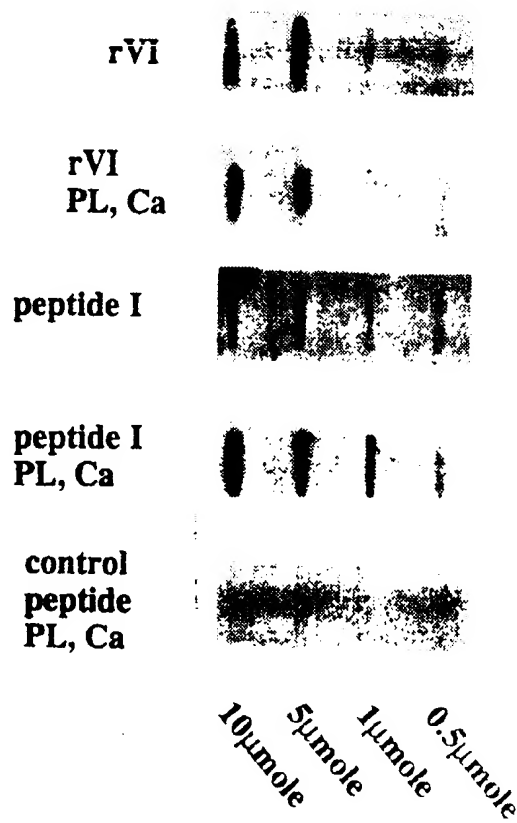 rVI
rVI
PL, Ca
peptide I
peptide I
PL, Ca
control
peptide
PL, Ca
10μmole
5μmole
1μmole
0.5μmole